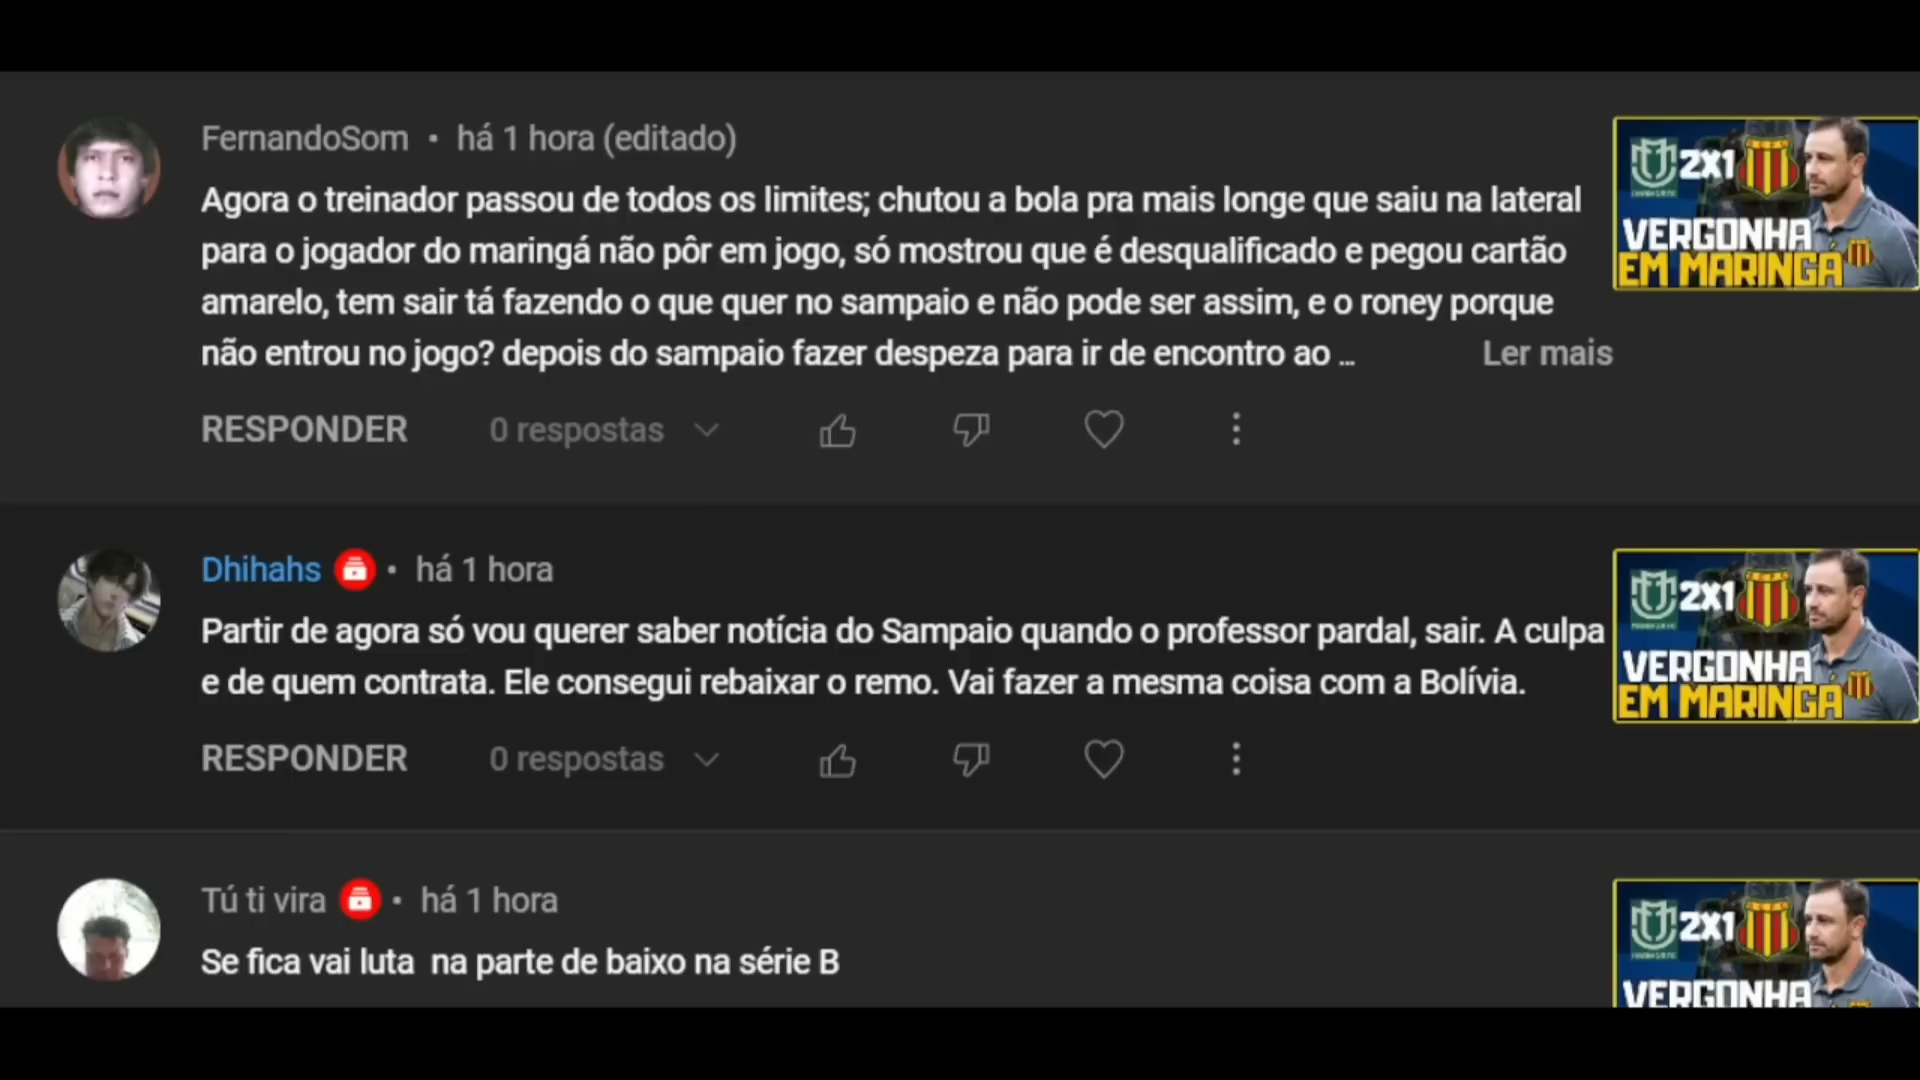 FernandoSom • há 1 hora (editado)
Agora o treinador passou de todos os limites; chutou a bola pra mais longe que saiu na lateral
para o jogador do maringá não pôr em jogo, só mostrou que é desqualificado e pegou cartão
amarelo, tem sair tá fazendo o que quer no sampaio e não pode ser assim, e o roney porque
não entrou no jogo? depois do sampaio fazer despeza para ir de encontro ao ...
Ler mais
RESPONDER 0 respostas
2X1
VERGONHA
EM MARINGÁ
Dhihahs • há 1 hora
Partir de agora só vou querer saber notícia do Sampaio quando o professor pardal, sair. A culpa
e de quem contrata. Ele consegui rebaixar o remo. Vai fazer a mesma coisa com a Bolívia.
RESPONDER 0 respostas
2X1
VERGONHA
EM MARINGÁ
Tú ti vira • há 1 hora
Se fica vai luta na parte de baixo na série B
2X1
VERGONHA